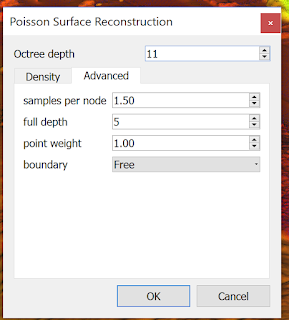 Poisson Surface Reconstruction
Octree depth 11
Density Advanced
samples per node 1.50
full depth 5
point weight 1.00
boundary Free
OK Cancel